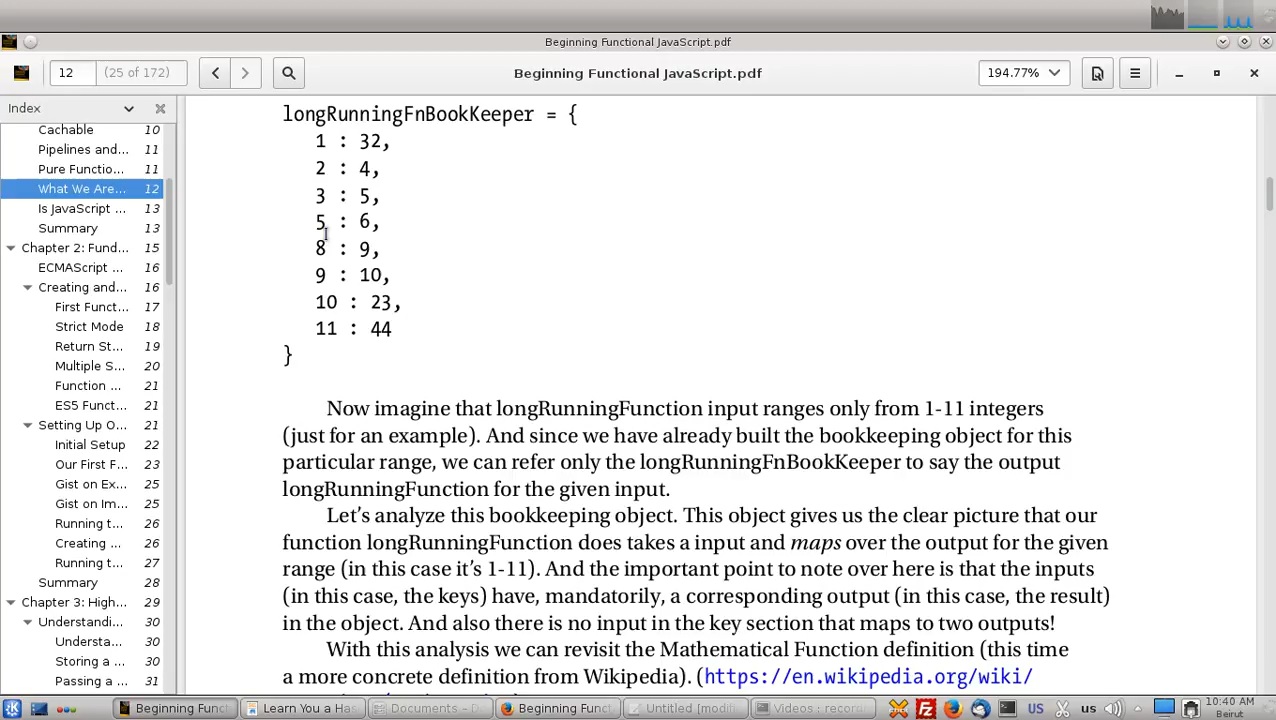 Beginning Functional JavaScript.pdf
12 (25 of 172) Beginning Functional JavaScript.pdf 194.77%
Index
Cachable 10
Pipelines and... 11
Pure Functio... 11
What We Are... 12
Is JavaScript ... 13
Summary 13
Chapter 2: Fund... 15
ECMAScript ... 16
Creating and... 16
First Funct... 17
Strict Mode 18
Return St... 19
Multiple S... 20
Function ... 21
ES5 Funct... 21
Setting Up O... 21
Initial Setup 22
Our First F... 23
Gist on Ex... 25
Gist on Im... 25
Running t... 26
Creating ... 26
Running t... 27
Summary 28
Chapter 3: High... 29
Understandi... 30
Understa... 30
Storing a ... 30
Passing a ... 31
longRunningFnBookKeeper = {
1 : 32,
2 : 4,
3 : 5,
5 : 6,
8 : 9,
9 : 10,
10 : 23,
11 : 44
}
Now imagine that longRunningFunction input ranges only from 1-11 integers
(just for an example). And since we have already built the bookkeeping object for this
particular range, we can refer only the longRunningFnBookKeeper to say the output
longRunningFunction for the given input.
Let's analyze this bookkeeping object. This object gives us the clear picture that our
function longRunningFunction does takes a input and maps over the output for the given
range (in this case it's 1-11). And the important point to note over here is that the inputs
(in this case, the keys) have, mandatorily, a corresponding output (in this case, the result)
in the object. And also there is no input in the key section that maps to two outputs!
With this analysis we can revisit the Mathematical Function definition (this time
a more concrete definition from Wikipedia). (https://en.wikipedia.org/wiki/
Beginning Func Learn You a Has Documents – D Beginning Funct Untitled [modif Videos : record us US 10:40 AM
Beirut